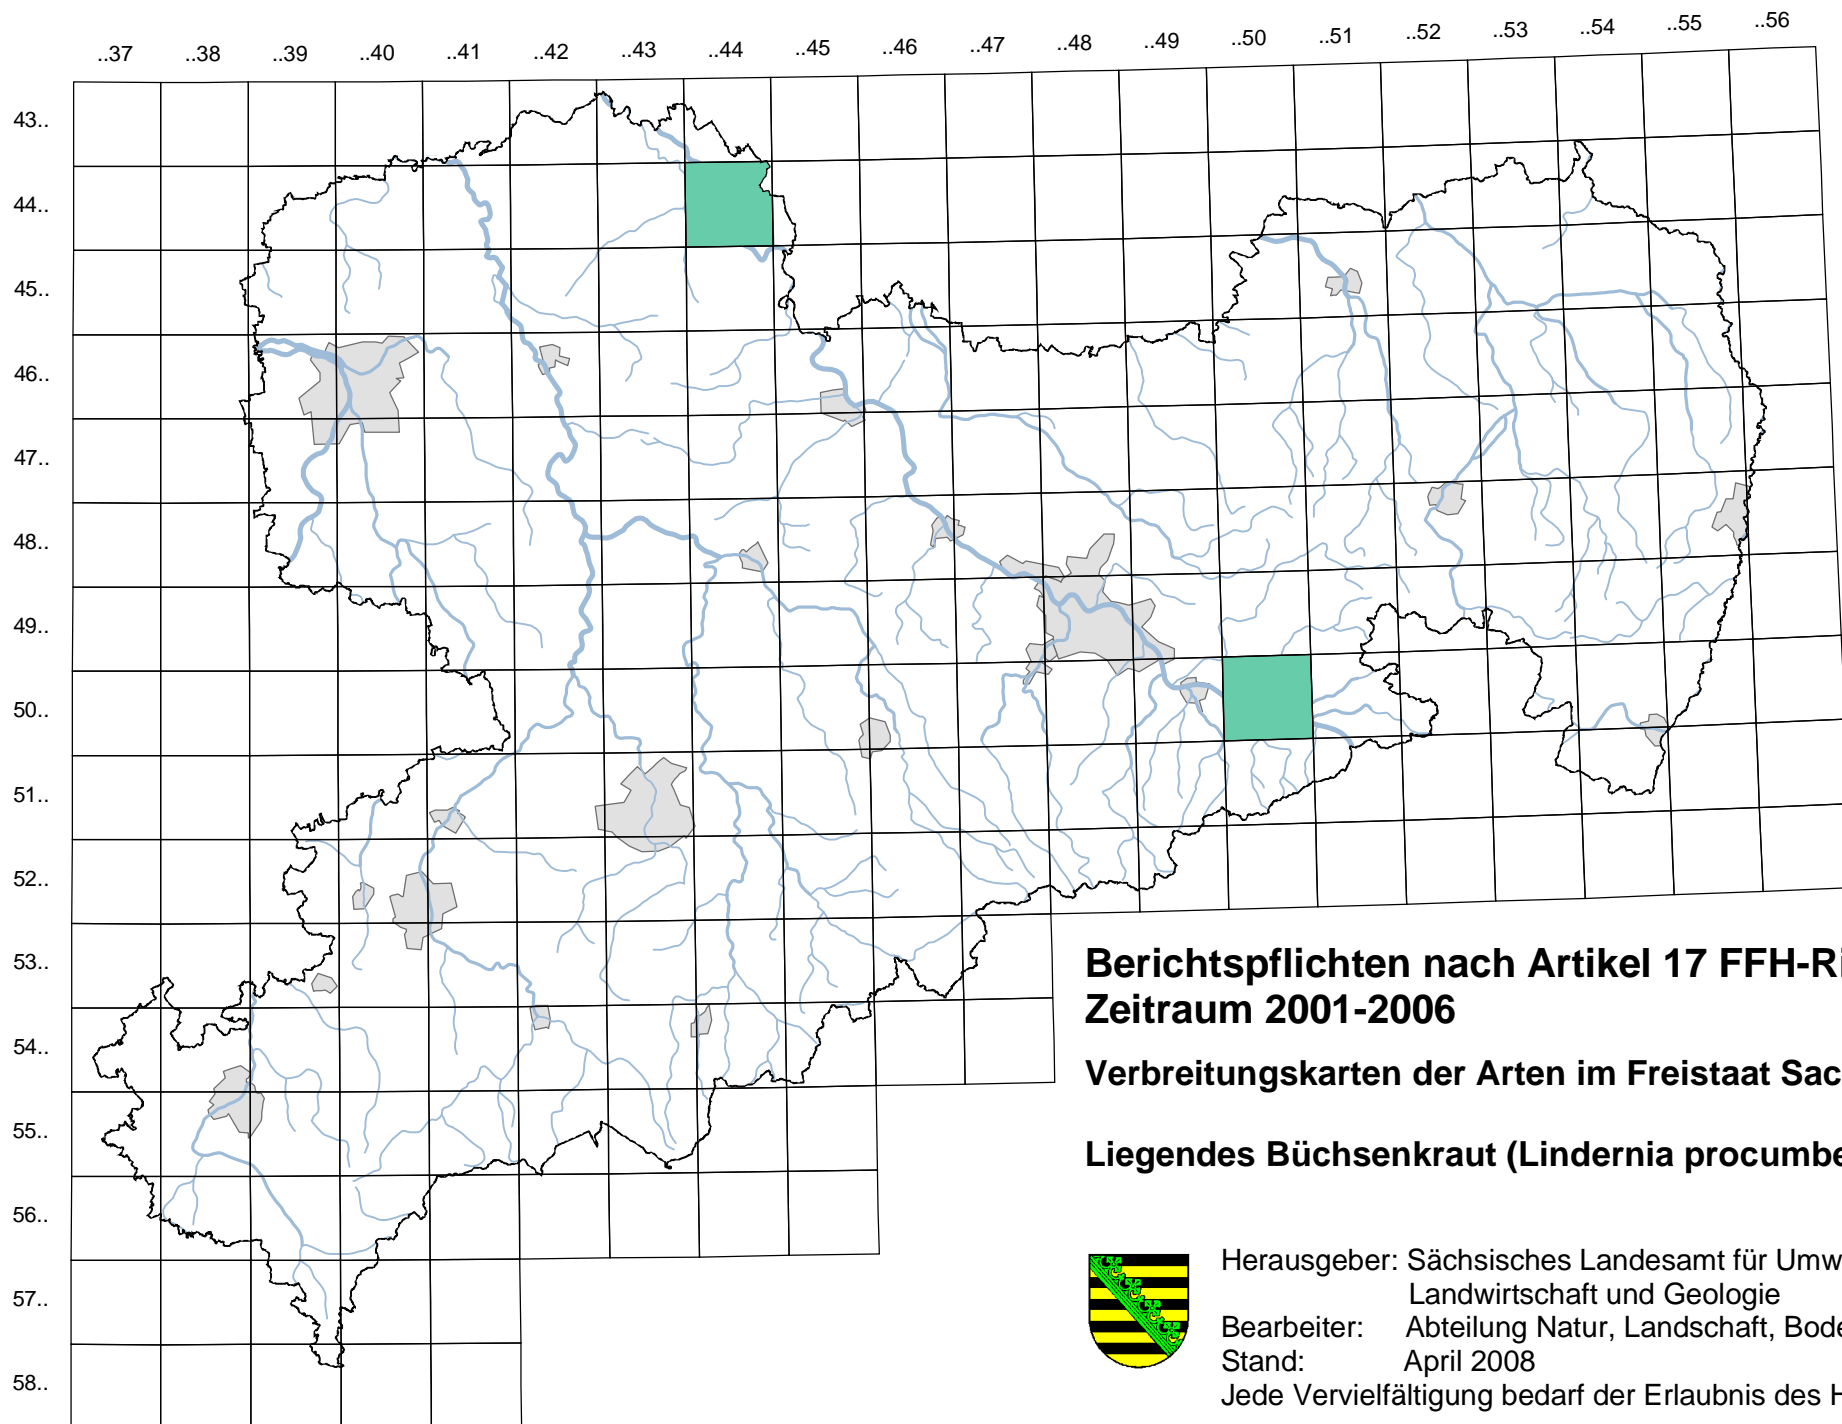 ..37 ..38 ..39 ..40 ..41 ..42 ..43 ..44 ..45 ..46 ..47 ..48 ..49 ..50 ..51 ..52 ..53 ..54 ..55 ..56
43..
44..
45..
46..
47..
48..
49..
50..
51..
52..
53..
54..
55..
56..
57..
58..
Berichtspflichten nach Artikel 17 FFH-Ri
Zeitraum 2001-2006
Verbreitungskarten der Arten im Freistaat Sac
Liegendes Büchsenkraut (Lindernia procumbe
Herausgeber: Sächsisches Landesamt für Umw
Landwirtschaft und Geologie
Bearbeiter: Abteilung Natur, Landschaft, Bode
Stand: April 2008
Jede Vervielfältigung bedarf der Erlaubnis des H